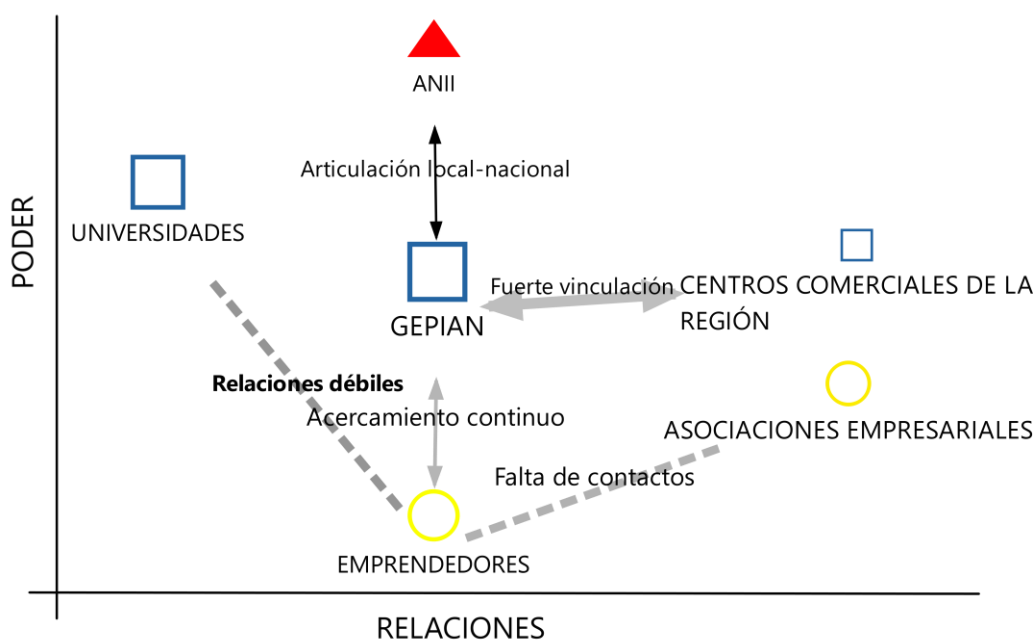 ANII
Articulación local-nacional
PODER
UNIVERSIDADES
GEPIAN
Fuerte vinculación
CENTROS COMERCIALES DE LA
REGIÓN
Relaciones débiles
Acercamiento continuo
ASOCIACIONES EMPRESARIALES
Falta de contactos
EMPRENDEDORES
RELACIONES